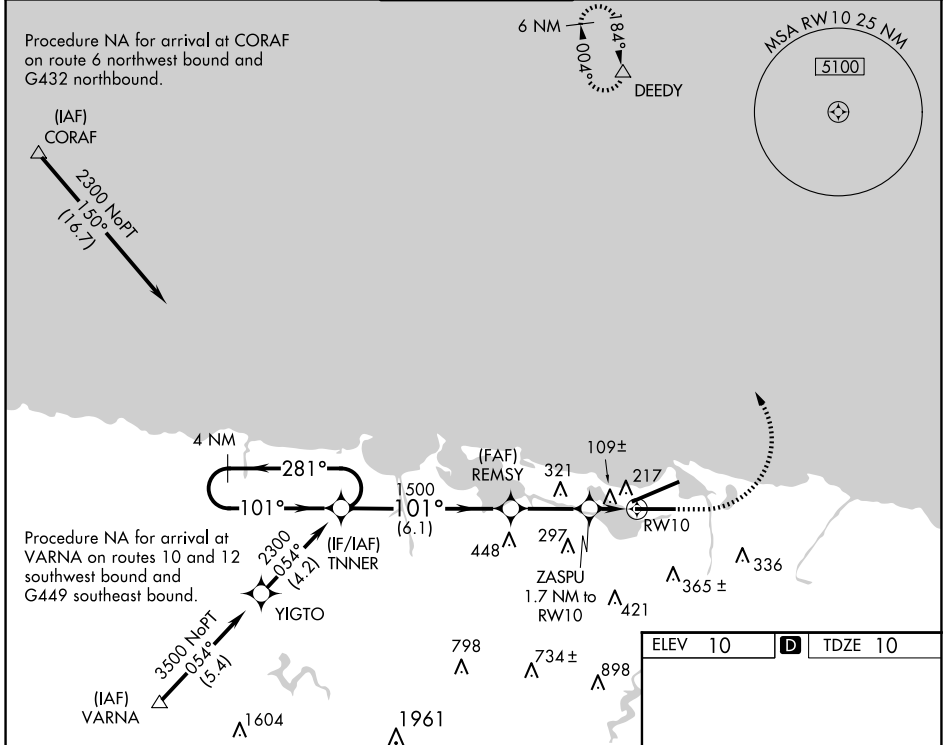 Procedure NA for arrival at CORAF
on route 6 northwest bound and
G432 northbound.
6 NM
004°
184°
DEEDY
MSA RW10 25 NM
5100
(IAF)
CORAF
2300 NoPT
150°
(16.7)
4 NM
281°
101°
(IF/IAF)
TNNER
1500
101°
(6.1)
(FAF)
REMSY
448
321
297
109±
217
RW10
ZASPU
1.7 NM to
RW10
336
365 ±
421
Procedure NA for arrival at
VARNA on routes 10 and 12
southwest bound and
G449 southeast bound.
2300
054°
(4.2)
YIGTO
3500 NoPT
054°
(5.4)
(IAF)
VARNA
798
734 ±
898
1604
1961
ELEV 10
D
TDZE 10